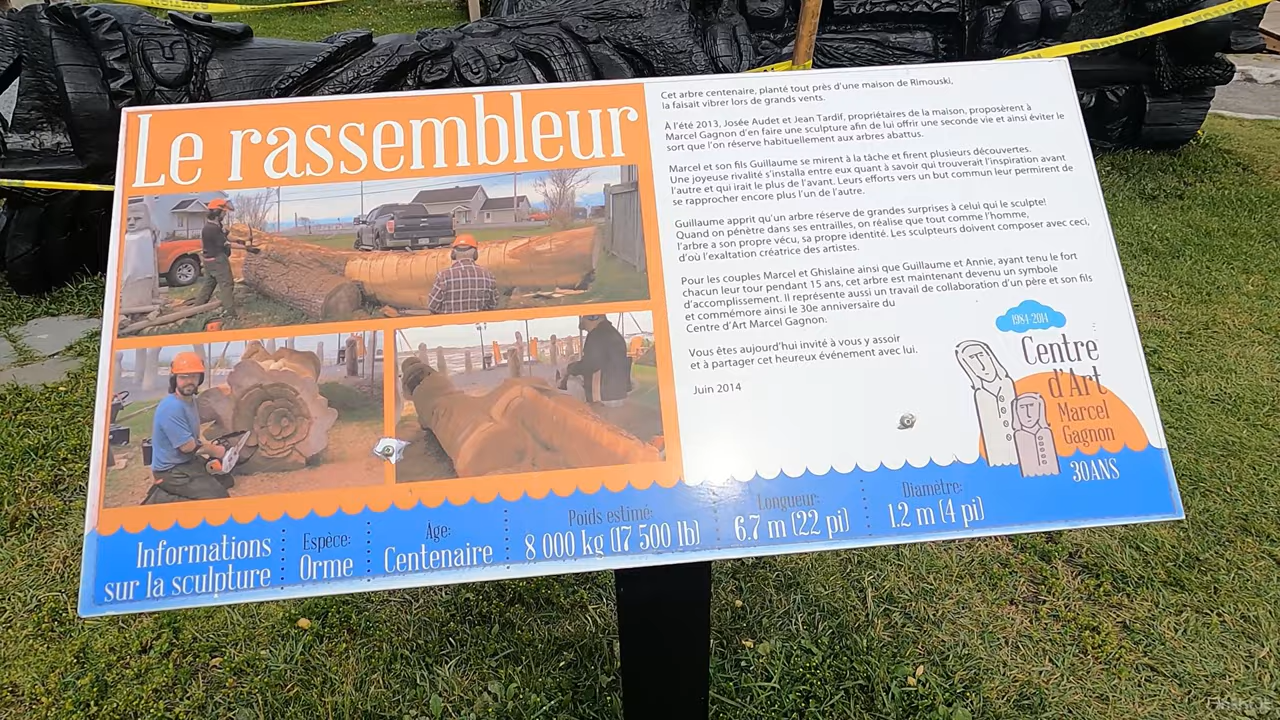 Le rassembleur
Cet arbre centenaire, planté tout près d'une maison de Rimouski,
la faisait vibrer lors de grands vents.
À l'été 2013, Josée Audet et Jean Tardif, propriétaires de la maison, proposèrent à
Marcel Gagnon d'en faire une sculpture afin de lui offrir une seconde vie et ainsi éviter le
sort que l'on réserve habituellement aux arbres abattus.
Marcel et son fils Guillaume se mirent à la tâche et firent plusieurs découvertes.
Une joyeuse rivalité s'installa entre eux quant à savoir qui trouverait l'inspiration avant
l'autre et qui irait le plus de l'avant. Leurs efforts vers un but commun leur permirent de
se rapprocher encore plus l'un de l'autre.
Guillaume apprit qu'un arbre réserve de grandes surprises à celui qui le sculpte!
Quand on pénètre dans ses entrailles, on réalise que tout comme l'homme,
l'arbre a son propre vécu, sa propre identité. Les sculpteurs doivent composer avec ceci,
d'où l'exaltation créatrice des artistes.
Pour les couples Marcel et Ghislaine ainsi que Guillaume et Annie, ayant tenu le fort
chacun leur tour pendant 15 ans, cet arbre est maintenant devenu un symbole
d'accomplissement. Il représente aussi un travail de collaboration d'un père et son fils
et commémore ainsi le 30e anniversaire du
Centre d'Art Marcel Gagnon.
Vous êtes aujourd'hui invité à vous y assoir
et à partager cet heureux événement avec lui.
Juin 2014
1984-2014
Centre
d'Art
Marcel
Gagnon
30ANS
Informations
sur la sculpture
Espèce:
Orme
Âge:
Centenaire
Poids estimé:
8 000 kg (17 500 lb)
Longueur:
6.7 m (22 pi)
Diamètre:
1.2 m (4 pi)
CAUTION